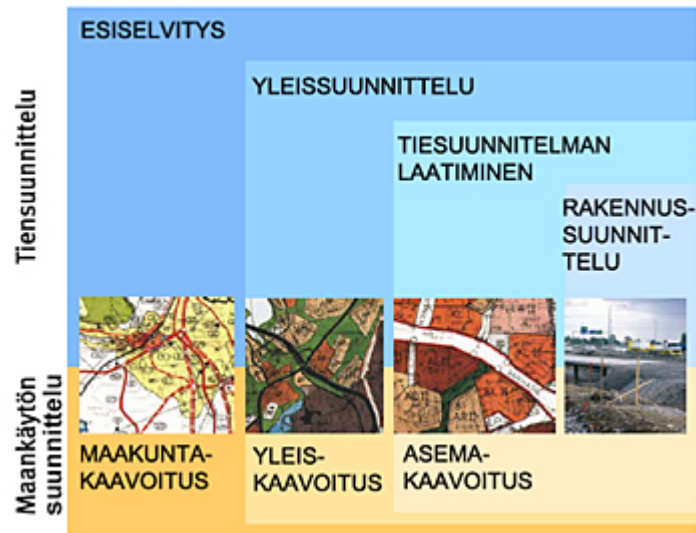 ESISELVITYS
YLEISSUUNNITTELU
TIESUUNNITELMAN
LAATIMINEN
RAKENNUS-
SUUNNIT-
TELU
Tiensuunnittelu
Maankäytön
suunnittelu
MAAKUNTA-
KAAVOITUS
YLEIS-
KAAVOITUS
ASEMA-
KAAVOITUS